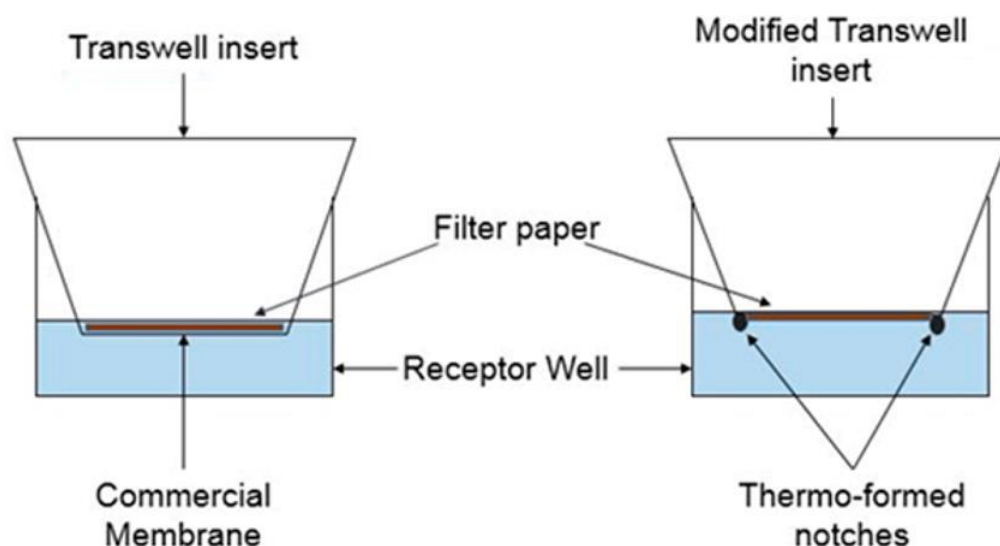 Transwell insert
Modified Transwell
insert
Filter paper
Receptor Well
Commercial
Membrane
Thermo-formed
notches